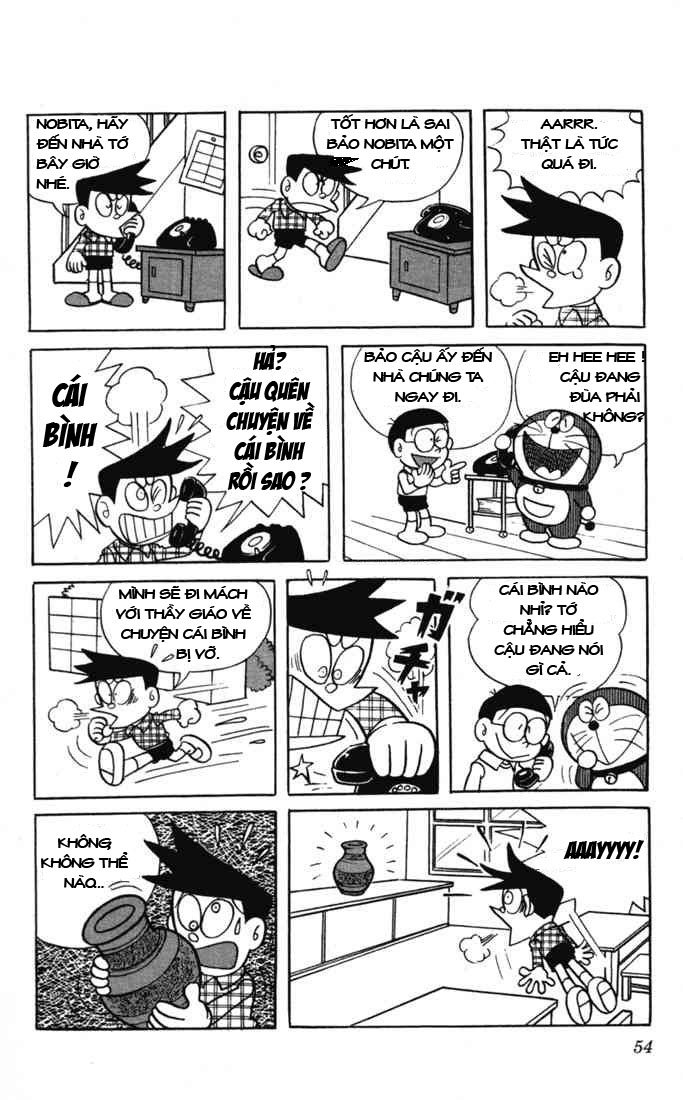 NOBITA, HÃY
ĐẾN NHÀ TỚ
BÂY GIỜ
NHÉ.
TỐT HƠN LÀ SAI
BẢO NOBITA MỘT
CHÚT.
AARRR.
THẬT LÀ TỨC
QUÁ ĐI.
CÁI
BÌNH
!
HẢ?
CẬU QUÊN
CHUYỆN VỀ
CÁI BÌNH
RỒI SAO ?
BẢO CẬU ẤY ĐẾN
NHÀ CHÚNG TA
NGAY ĐI.
EH HEE HEE !
CẬU ĐANG
ĐÙA PHẢI
KHÔNG?
MÌNH SẼ ĐI MÁCH
VỚI THẦY GIÁO VỀ
CHUYỆN CÁI BÌNH
BỊ VỠ.
ガチャ
CÁI BÌNH NÀO
NHỈ? TỚ
CHẲNG HIỂU
CẬU ĐANG NÓI
GÌ CẢ.
KHÔNG,
KHÔNG THỂ
NÀO...
AAAYYYY!
54